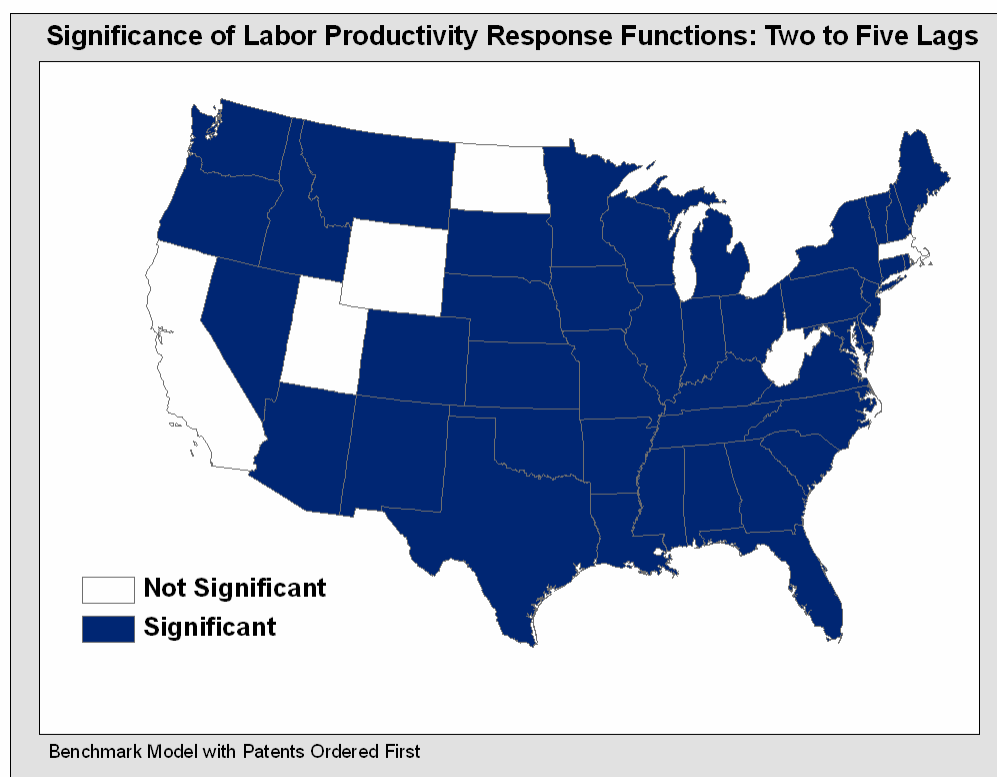 Significance of Labor Productivity Response Functions: Two to Five Lags
Not Significant
Significant
Benchmark Model with Patents Ordered First